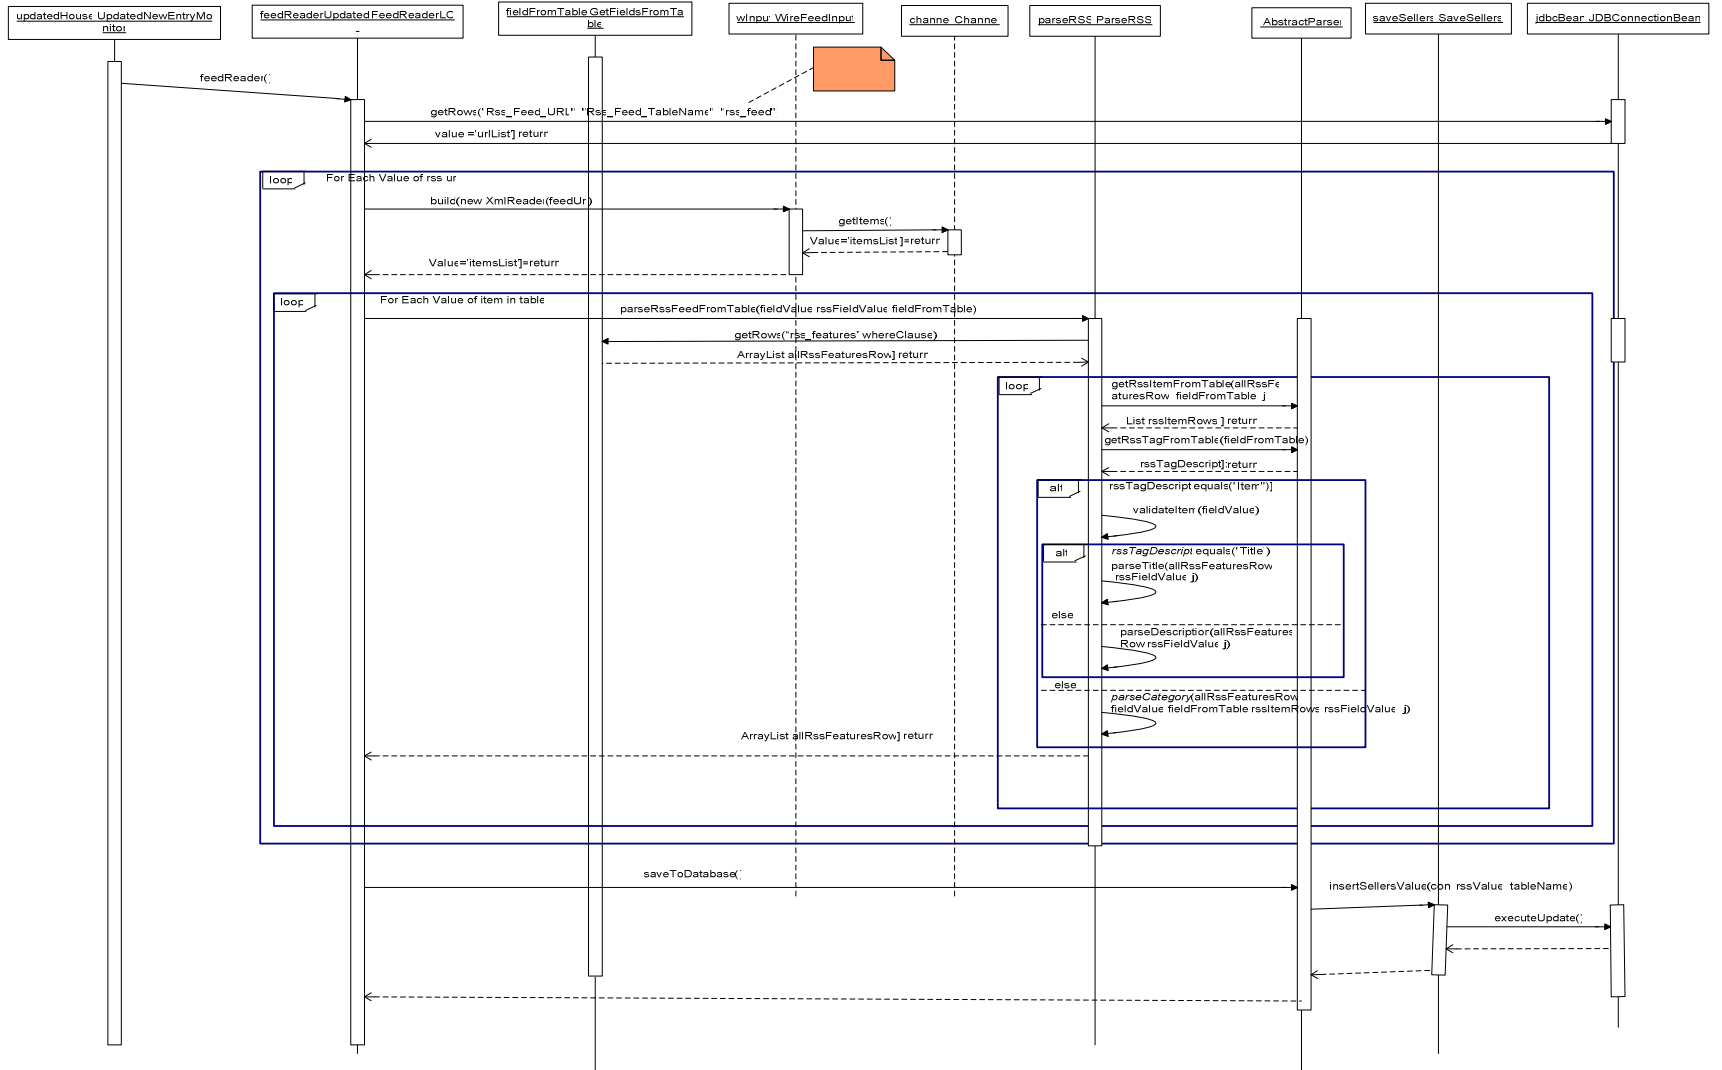 updatedHouse UpdatedNewEntryMo
nitor
feedReaderUpdated FeedReaderLC
fieldFromTable GetFieldsFromTa
ble
wInput WireFeedInput
channel Channel
parseRSS ParseRSS
AbstractParser
saveSellers SaveSellers
jdbcBean JDBConnectionBean
feedReader()
getRows("Rss_Feed_URL" "Rss_Feed_TableName" "rss_feed"
value ='urlList'] return
loop
For Each Value of rss url
build(new XmlReader(feedUrl)
getItems()
Value='itemsList']=return
Value='itemsList']=return
loop
For Each Value of item in table
parseRssFeedFromTable(fieldValue rssFieldValue fieldFromTable)
getRows("rss_features" whereClause)
ArrayList allRssFeaturesRow] return
loop
getRssItemFromTable(allRssFe
aturesRow fieldFromTable j
List rssItemRows ] return
getRssTagFromTable(fieldFromTable)
rssTagDescript]:return
alt
rssTagDescript equals("Item")]
validateItem(fieldValue)
alt
rssTagDescript equals("Title )
parseTitle(allRssFeaturesRow
rssFieldValue j)
else
parseDescription(allRssFeatures
Row rssFieldValue j)
else
parseCategory(allRssFeaturesRow
fieldValue fieldFromTable rssItemRows rssFieldValue j)
ArrayList allRssFeaturesRow] return
saveToDatabase()
insertSellersValue(con rssValue tableName)
executeUpdate()